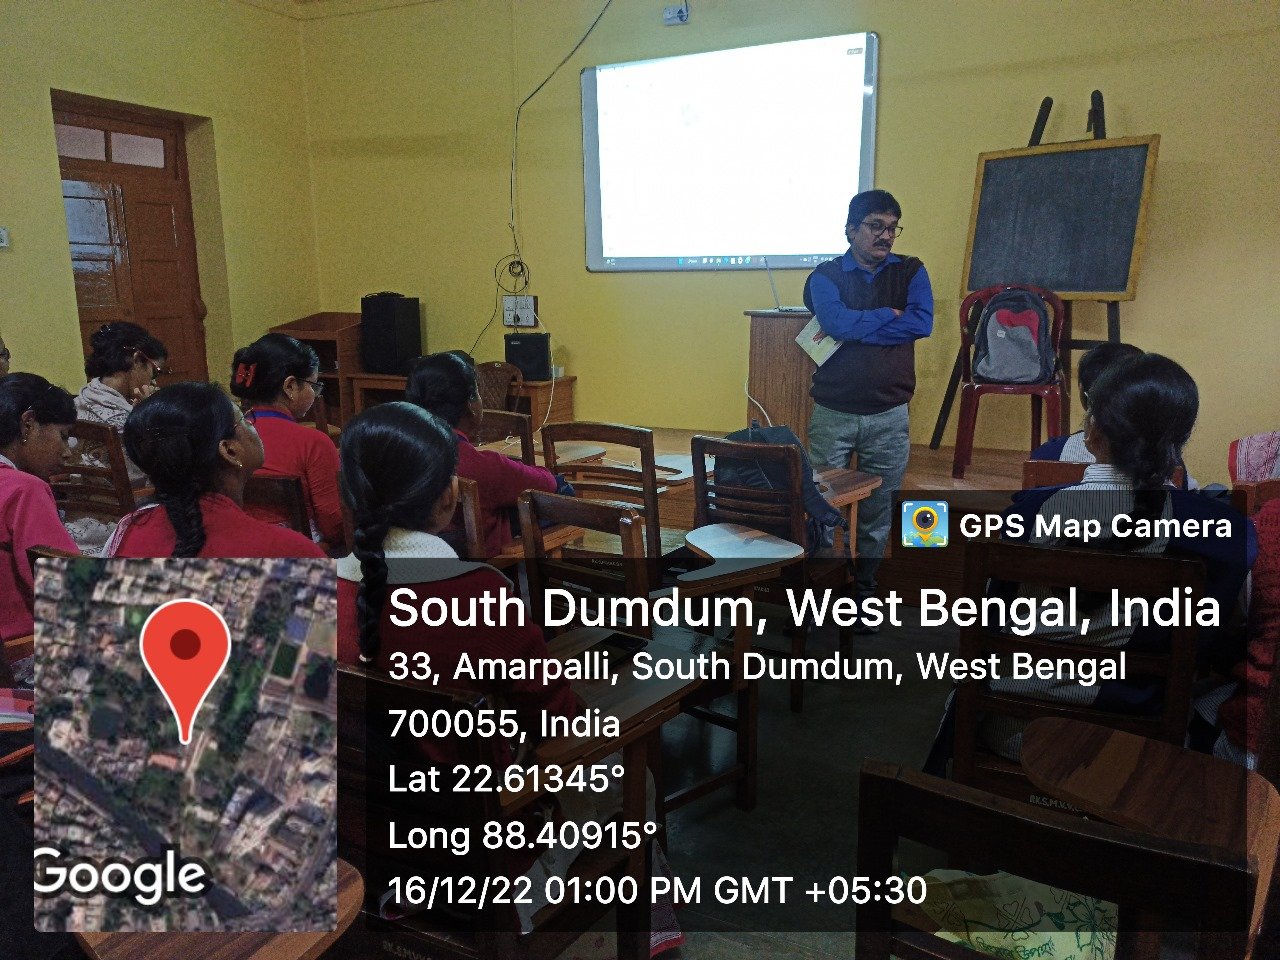 GPS Map Camera
South Dumdum, West Bengal, India
33, Amarpalli, South Dumdum, West Bengal
700055, India
Lat 22.61345°
Long 88.40915°
16/12/22 01:00 PM GMT +05:30
Google